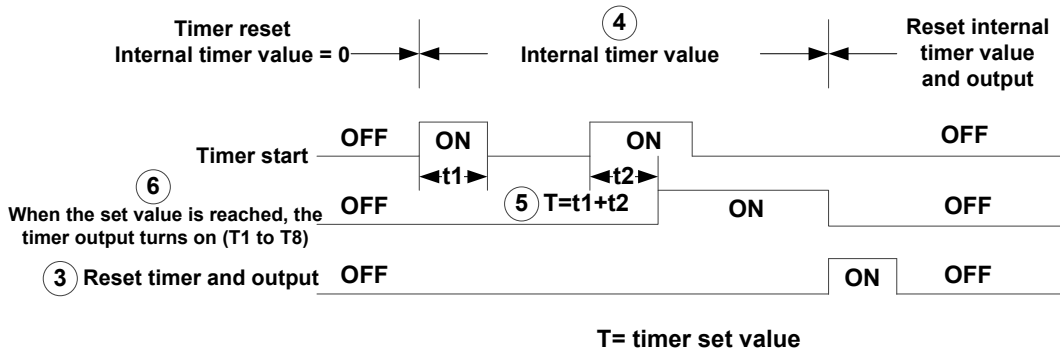 Timer reset
Internal timer value = 0
④
Internal timer value
Reset internal
timer value
and output
Timer start
OFF
ON
ON
OFF
t1
t2
⑥
When the set value is reached, the
timer output turns on (T1 to T8)
OFF
⑤ T=t1+t2
ON
OFF
③ Reset timer and output
OFF
ON
OFF
T= timer set value